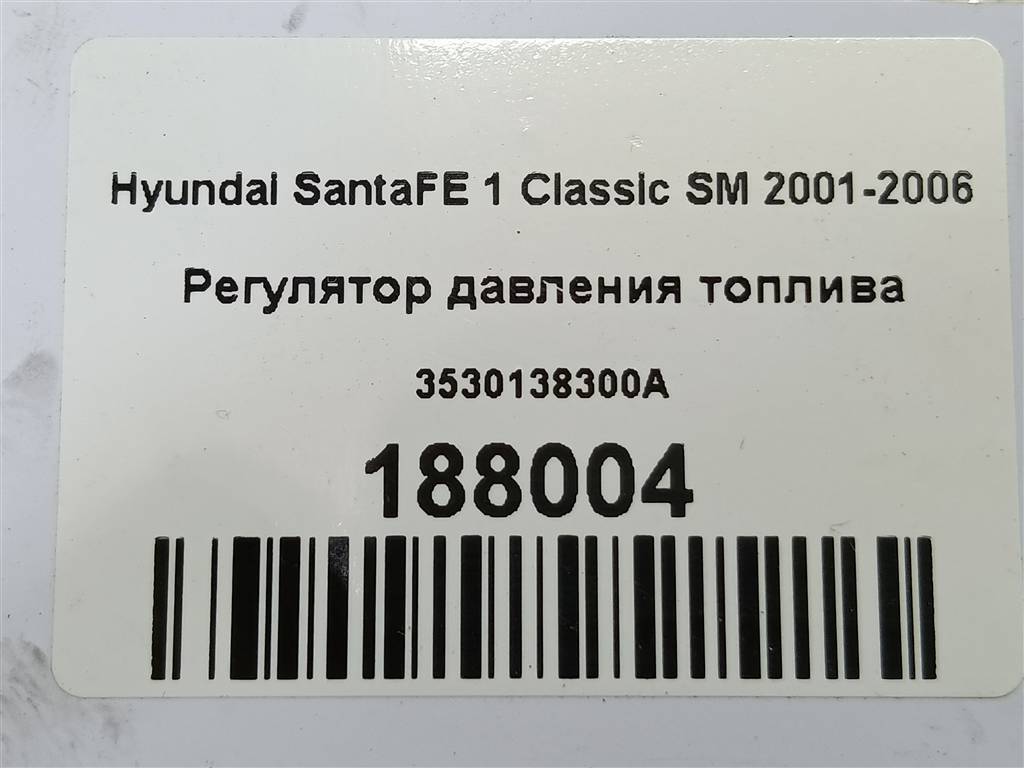 Hyundai SantaFE 1 Classic SM 2001-2006
Регулятор давления топлива
3530138300A
188004